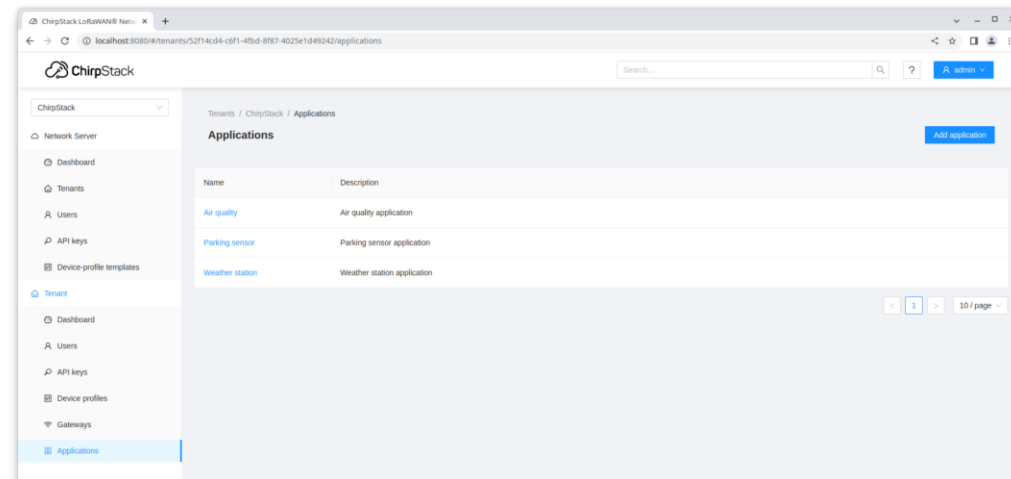 ChirpStack LoRaWAN® Netw
localhost:8080/#/tenants/52f14cd4-c6f1-4fbd-8f87-4025e1d49242/applications
ChirpStack
Search...
?
admin
ChirpStack
Network Server
Dashboard
Tenants
Users
API keys
Device-profile templates
Tenant
Dashboard
Users
API keys
Device profiles
Gateways
Applications
Tenants / ChirpStack / Applications
Applications
Add application
Name Description
Air quality Air quality application
Parking sensor Parking sensor application
Weather station Weather station application
< 1 > 10 / page